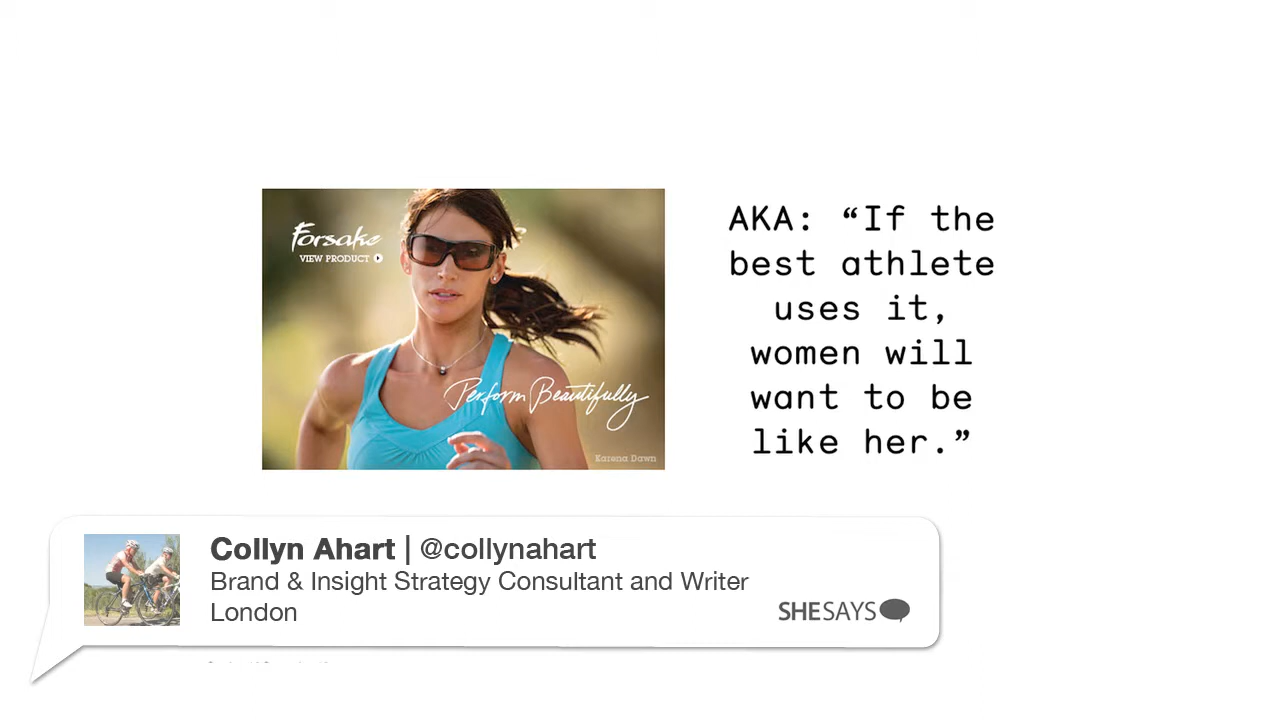 Forsake
VIEW PRODUCT
Perform Beautifully
Karena Dawn
AKA: “If the
best athlete
uses it,
women will
want to be
like her.”
Collyn Ahart | @collynahart
Brand & Insight Strategy Consultant and Writer
London
SHESAYS